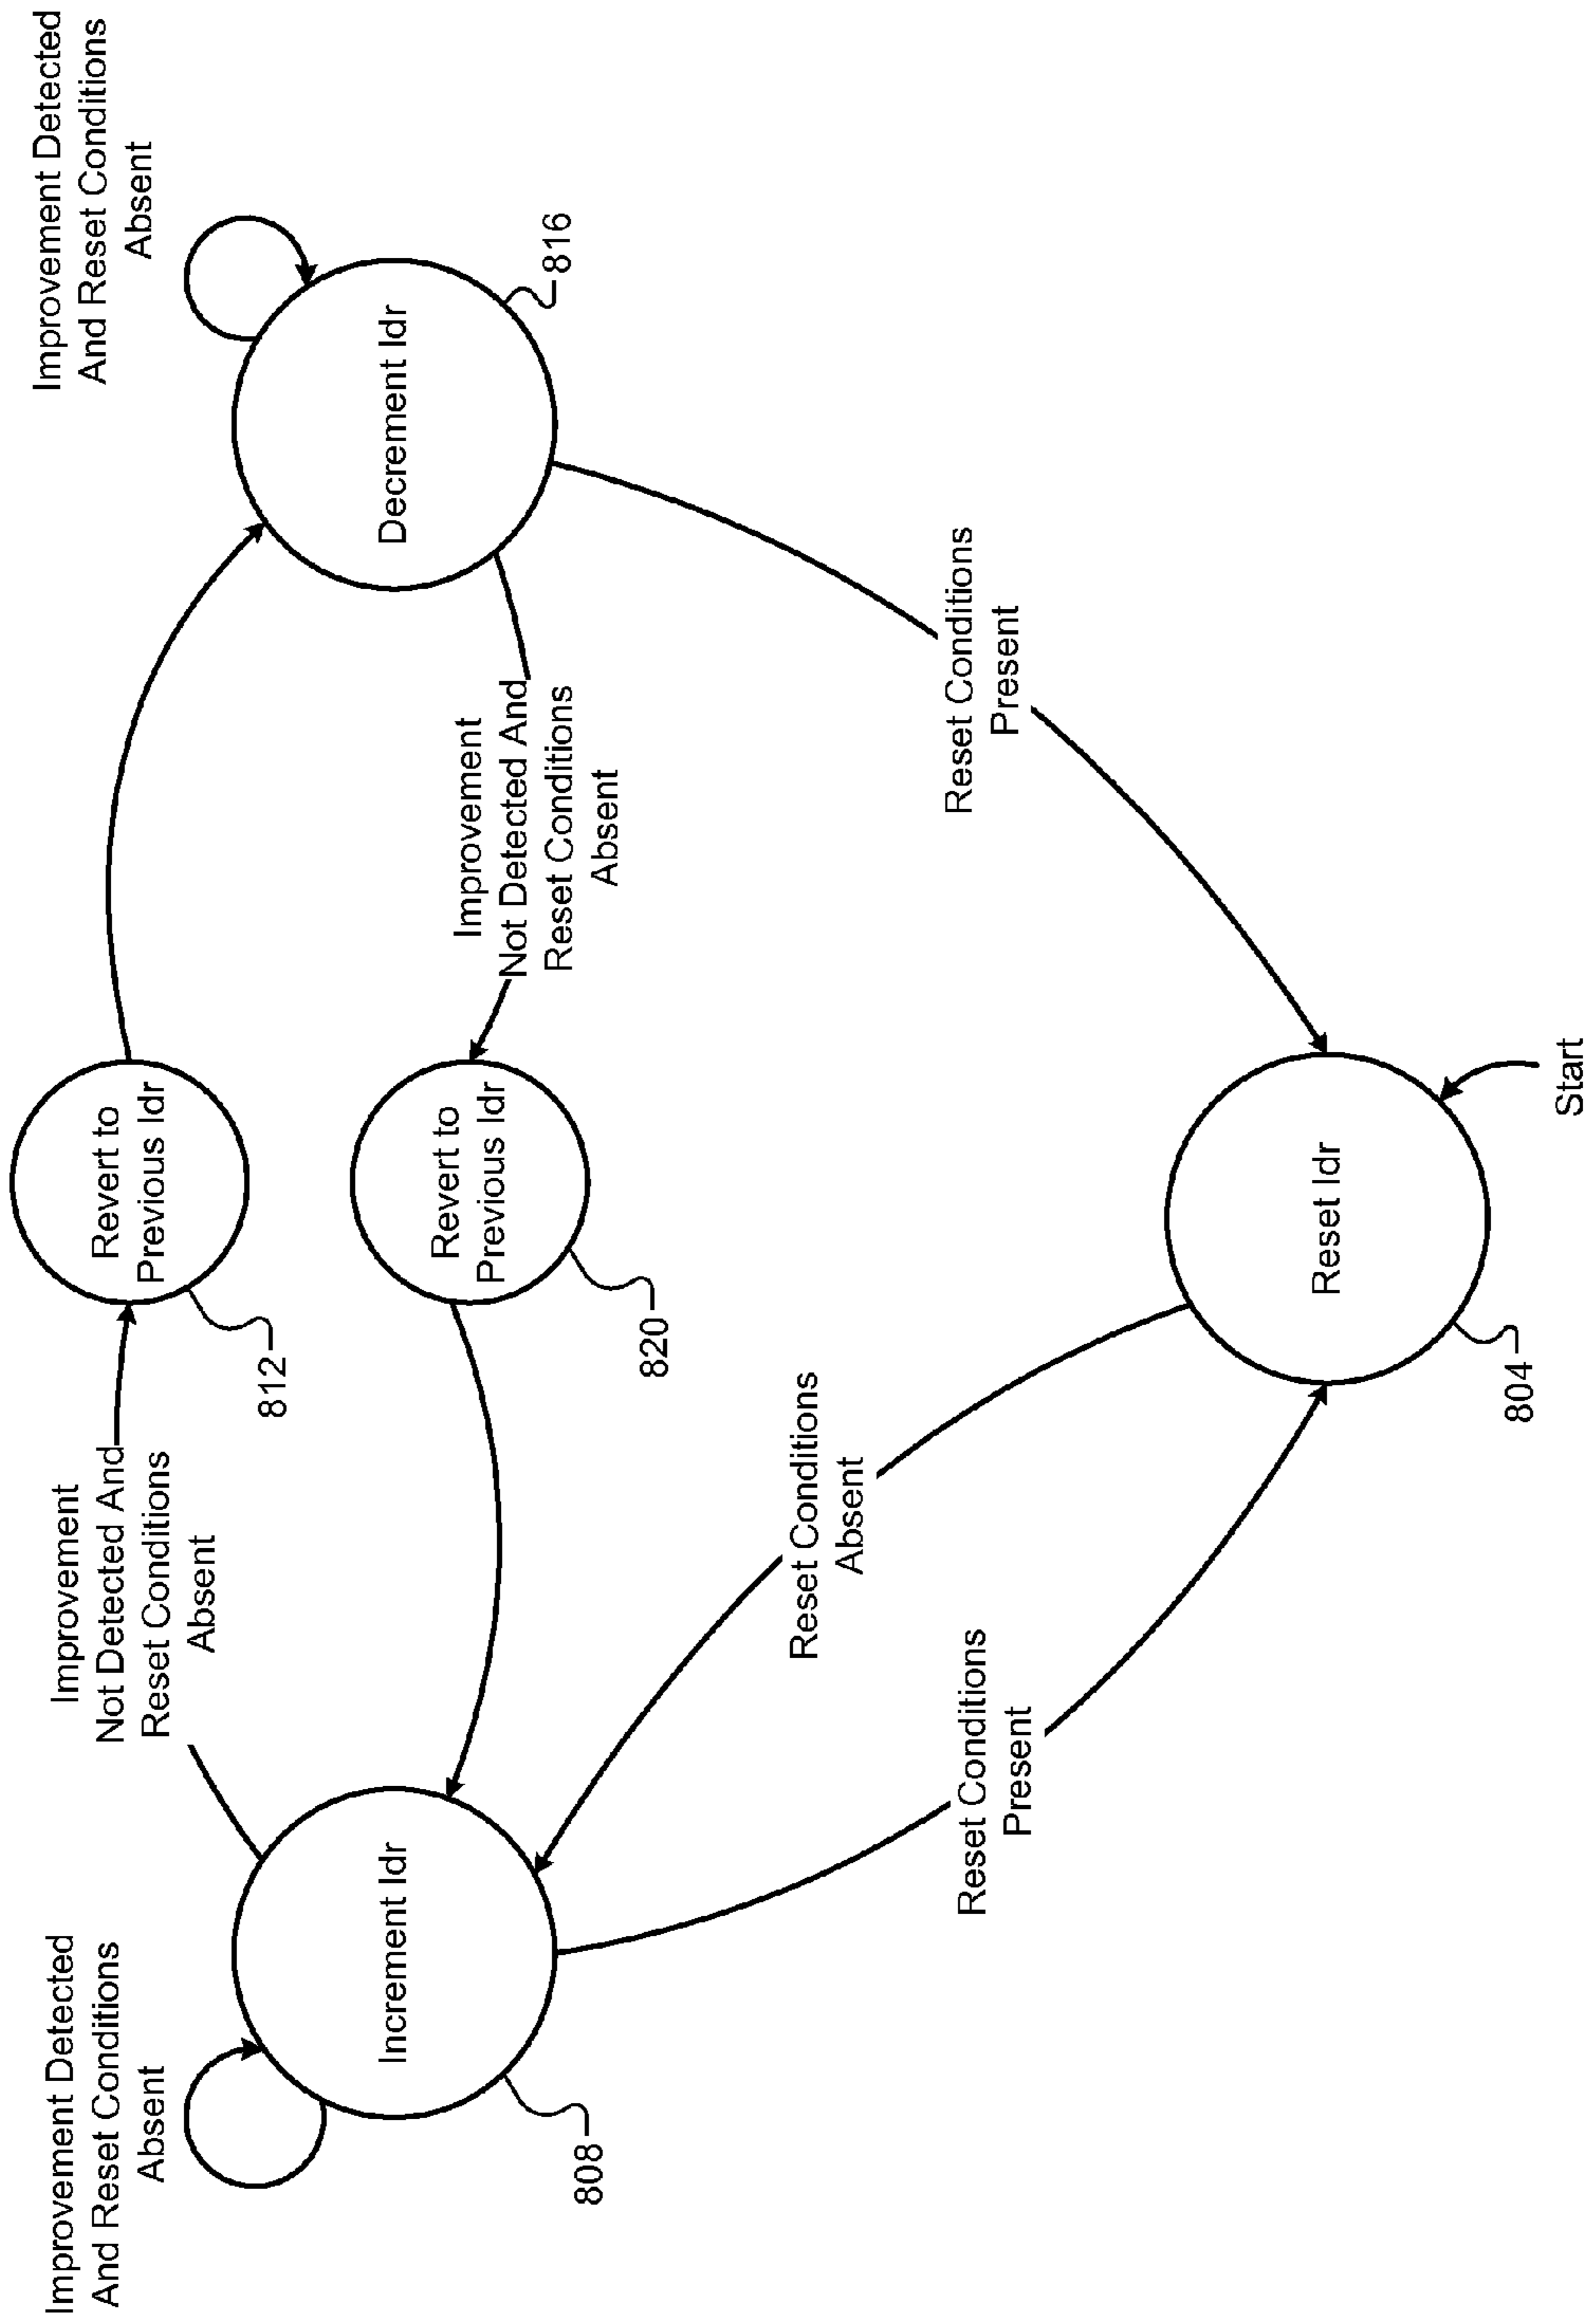 Improvement Detected
And Reset Conditions
Absent
Improvement
Not Detected And
Reset Conditions
Absent
Revert to
Previous Idr
812
Improvement Detected
And Reset Conditions
Absent
Increment Idr
808
Revert to
Previous Idr
820
Improvement
Not Detected And
Reset Conditions
Absent
Decrement Idr
816
Reset Conditions
Absent
Reset Conditions
Present
Reset Conditions
Present
Reset Idr
804
Start